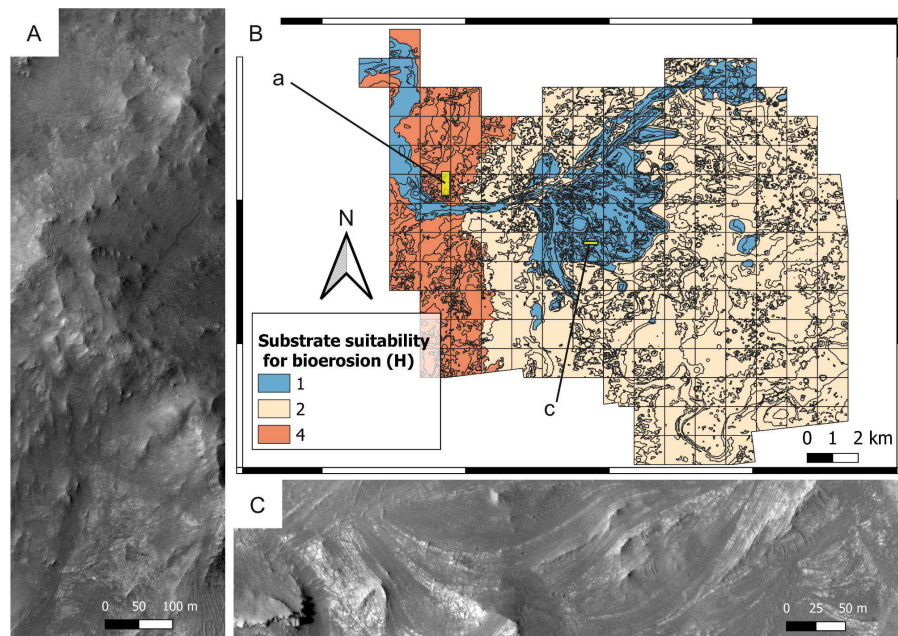 A
B
a
N
Substrate suitability
for bioerosion (H)
1
2
4
c
0 1 2 km
C
0 50 100 m
0 25 50 m